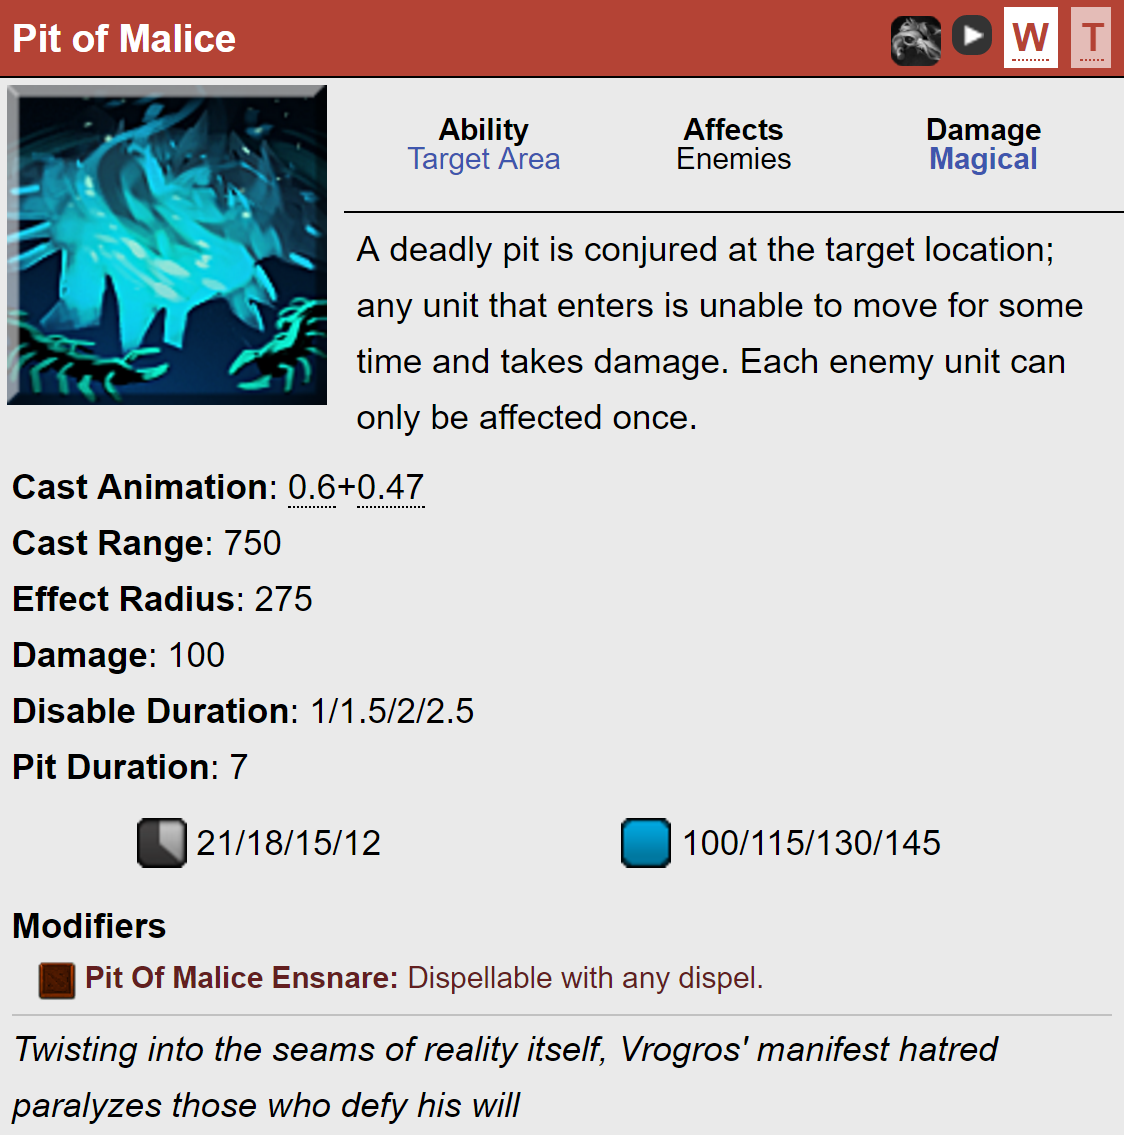 Pit of Malice
W T
Ability Affects Damage
Target Area Enemies Magical
A deadly pit is conjured at the target location;
any unit that enters is unable to move for some
time and takes damage. Each enemy unit can
only be affected once.
Cast Animation: 0.6+0.47
Cast Range: 750
Effect Radius: 275
Damage: 100
Disable Duration: 1/1.5/2/2.5
Pit Duration: 7
21/18/15/12 100/115/130/145
Modifiers
Pit Of Malice Ensnare: Dispellable with any dispel.
Twisting into the seams of reality itself, Vrogros' manifest hatred
paralyzes those who defy his will